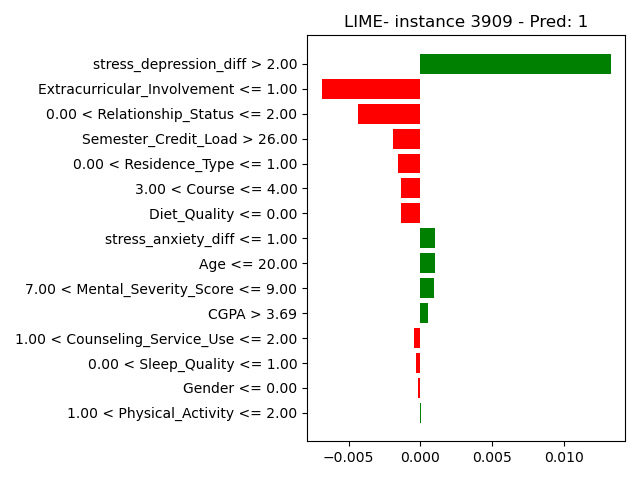 LIME- instance 3909 - Pred: 1
stress_depression_diff > 2.00
Extracurricular_Involvement <= 1.00
0.00 < Relationship_Status <= 2.00
Semester_Credit_Load > 26.00
0.00 < Residence_Type <= 1.00
3.00 < Course <= 4.00
Diet_Quality <= 0.00
stress_anxiety_diff <= 1.00
Age <= 20.00
7.00 < Mental_Severity_Score <= 9.00
CGPA > 3.69
1.00 < Counseling_Service_Use <= 2.00
0.00 < Sleep_Quality <= 1.00
Gender <= 0.00
1.00 < Physical_Activity <= 2.00
−0.005 0.000 0.005 0.010